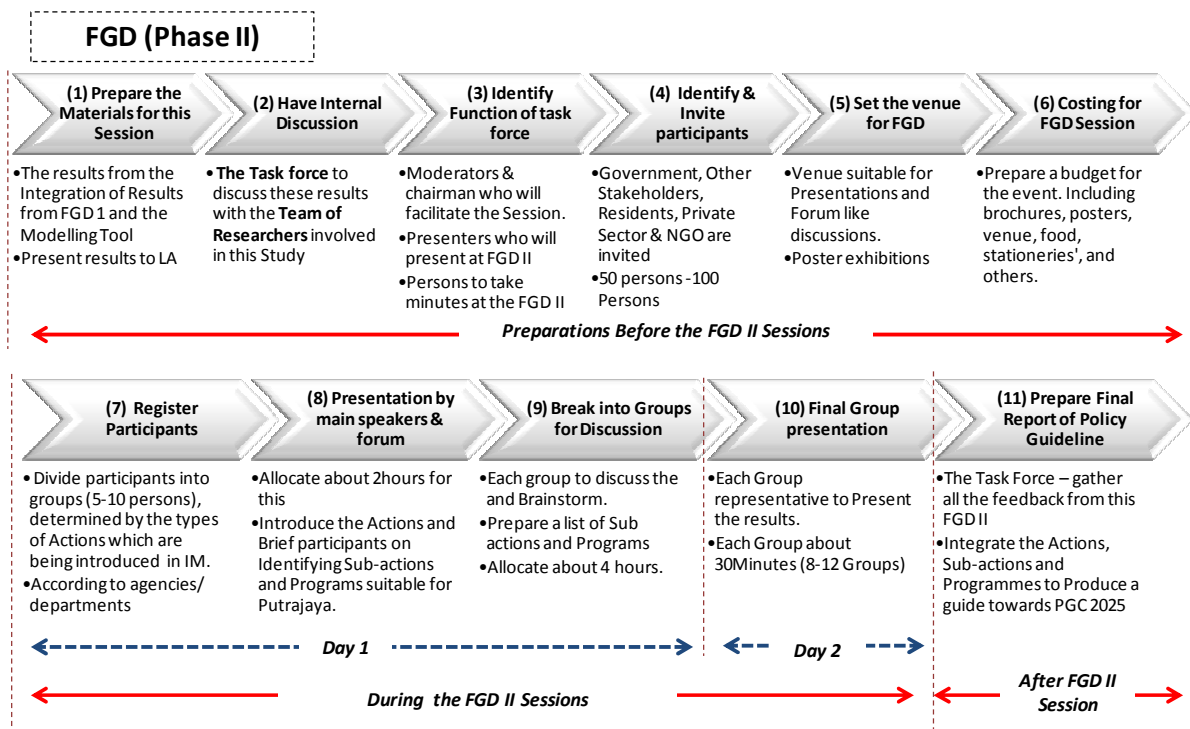 FGD (Phase II)
(1) Prepare the
Materials for this
Session
(2) Have Internal
Discussion
(3) Identify
Function of task
force
(4) Identify &
Invite
participants
(5) Set the venue
for FGD
(6) Costing for
FGD Session
•The results from the
Integration of Results
from FGD 1 and the
Modelling Tool
•Present results to LA
•The Task force to
discuss these results
with the Team of
Researchers involved
in this Study
•Moderators &
chairman who will
facilitate the Session.
•Presenters who will
present at FGD II
•Persons to take
minutes at the FGD II
•Government, Other
Stakeholders,
Residents, Private
Sector & NGO are
invited
•50 persons -100
Persons
•Venue suitable for
Presentations and
Forum like
discussions.
•Poster exhibitions
•Prepare a budget for
the event. Including
brochures, posters,
venue, food,
stationeries', and
others.
Preparations Before the FGD II Sessions
(7) Register
Participants
(8) Presentation by
main speakers &
forum
(9) Break into Groups
for Discussion
(10) Final Group
presentation
(11) Prepare Final
Report of Policy
Guideline
• Divide participants into
groups (5-10 persons),
determined by the types
of Actions which are
being introduced in IM.
•According to agencies/
departments
•Allocate about 2hours for
this
•Introduce the Actions and
Brief participants on
Identifying Sub-actions
and Programs suitable for
Putrajaya.
•Each group to discuss the
and Brainstorm.
•Prepare a list of Sub
actions and Programs
•Allocate about 4 hours.
•Each Group
representative to Present
the results.
•Each Group about
30Minutes (8-12 Groups)
•The Task Force – gather
all the feedback from this
FGD II
•Integrate the Actions,
Sub-actions and
Programmes to Produce a
guide towards PGC 2025
Day 1
Day 2
During the FGD II Sessions
After FGD II
Session